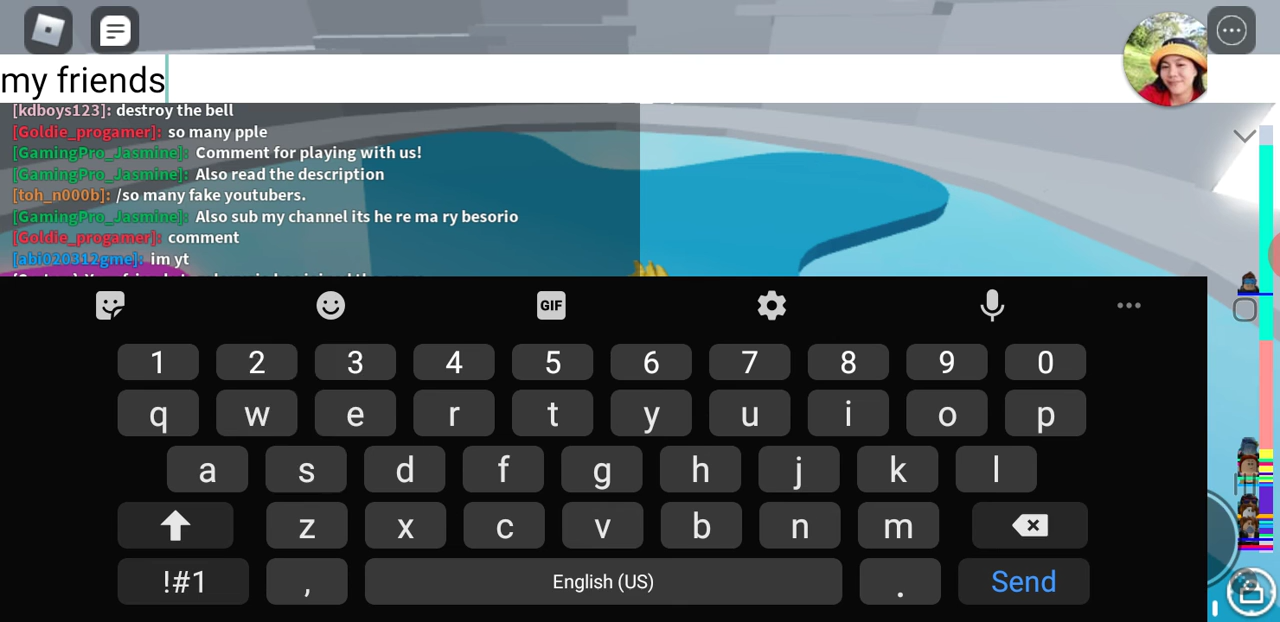 my friends
[kdboys123]: destroy the bell
[Goldie_progamer]: so many pple
[GamingPro_Jasmine]: Comment for playing with us!
[GamingPro_Jasmine]: Also read the description
[toh_n000b]: /so many fake youtubers.
[GamingPro_Jasmine]: Also sub my channel its he re ma ry besorio
[Goldie_progamer]: comment
[abi020312gme]: im yt
GIF
1 2 3 4 5 6 7 8 9 0
q w e r t y u i o p
a s d f g h j k l
z x c v b n m
!#1 , English (US) . Send